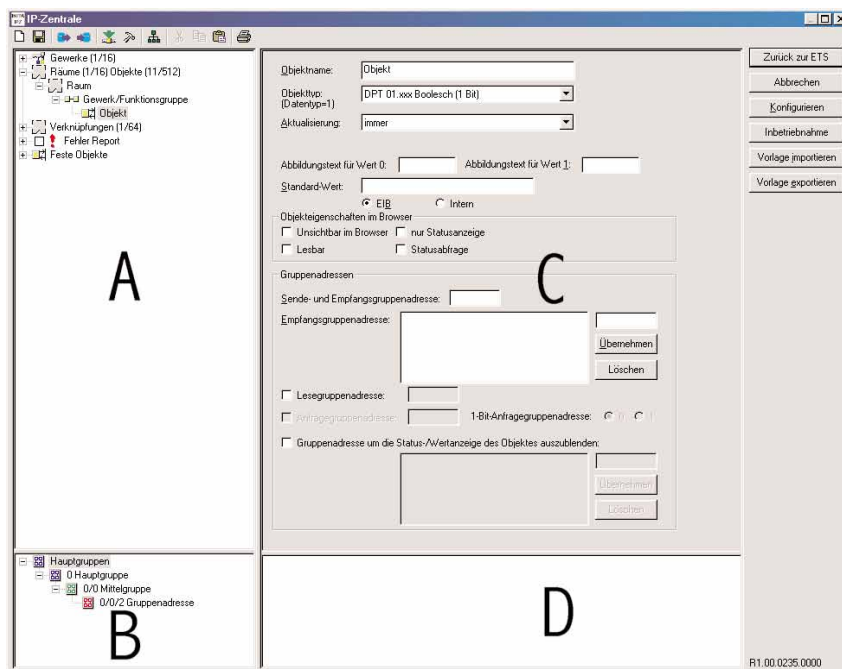 IP-Zentrale
Gewerke (1/16)
Räume (1/16) Objekte (11/512)
Raum
Gewerk/Funktionsgruppe
Objekt
Verknüpfungen (1/64)
Fehler Report
Feste Objekte
A
Hauptgruppen
0 Hauptgruppe
0/0 Mittelgruppe
0/0/2 Gruppenadresse
B
Objektname: Objekt
Objekttyp: DPT 01.xxx Boolesch (1 Bit)
(Datentyp=1)
Aktualisierung: immer
Abbildungstext für Wert 0: Abbildungstext für Wert 1:
Standard-Wert:
EIB Intern
Objekteigenschaften im Browser
Unsichtbar im Browser nur Statusanzeige
Lesbar Statusabfrage
C
Gruppenadressen
Sende- und Empfangsgruppenadresse:
Empfangsgruppenadresse:
Übernehmen
Löschen
Lesegruppenadresse:
Anfragegruppenadresse: 1-Bit-Anfragegruppenadresse: 0 1
Gruppenadresse um die Status-/Wertanzeige des Objektes auszublenden:
Übernehmen
Löschen
D
Zurück zur ETS
Abbrechen
Konfigurieren
Inbetriebnahme
Vorlage importieren
Vorlage exportieren
R1.00.0235.0000